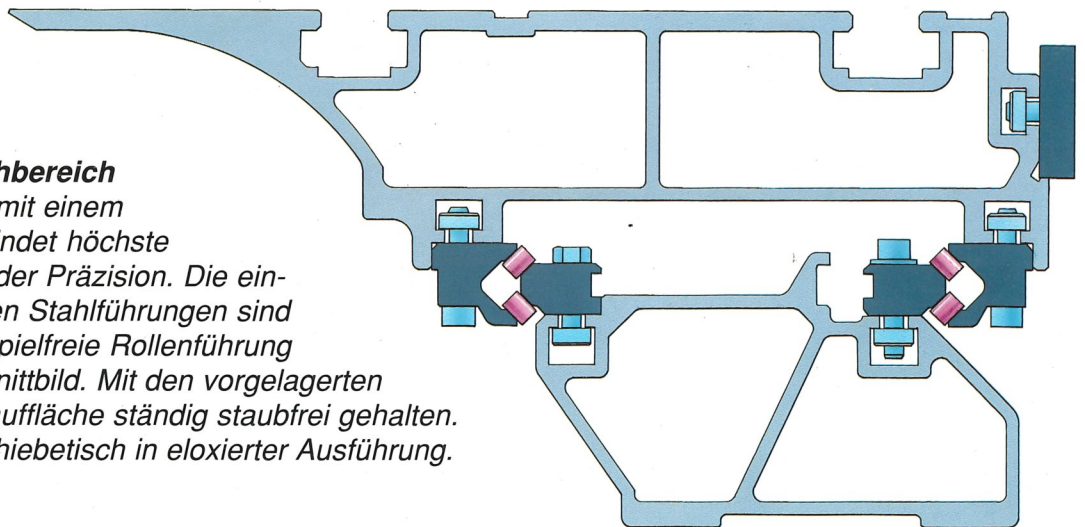 hbereich
mit einem
indet höchste
der Präzision. Die ein-
en Stahlführungen sind
pielfreie Rollenführung
nittbild. Mit den vorgelagerten
uffläche ständig staubfrei gehalten.
hiebetisch in eloxierter Ausführung.